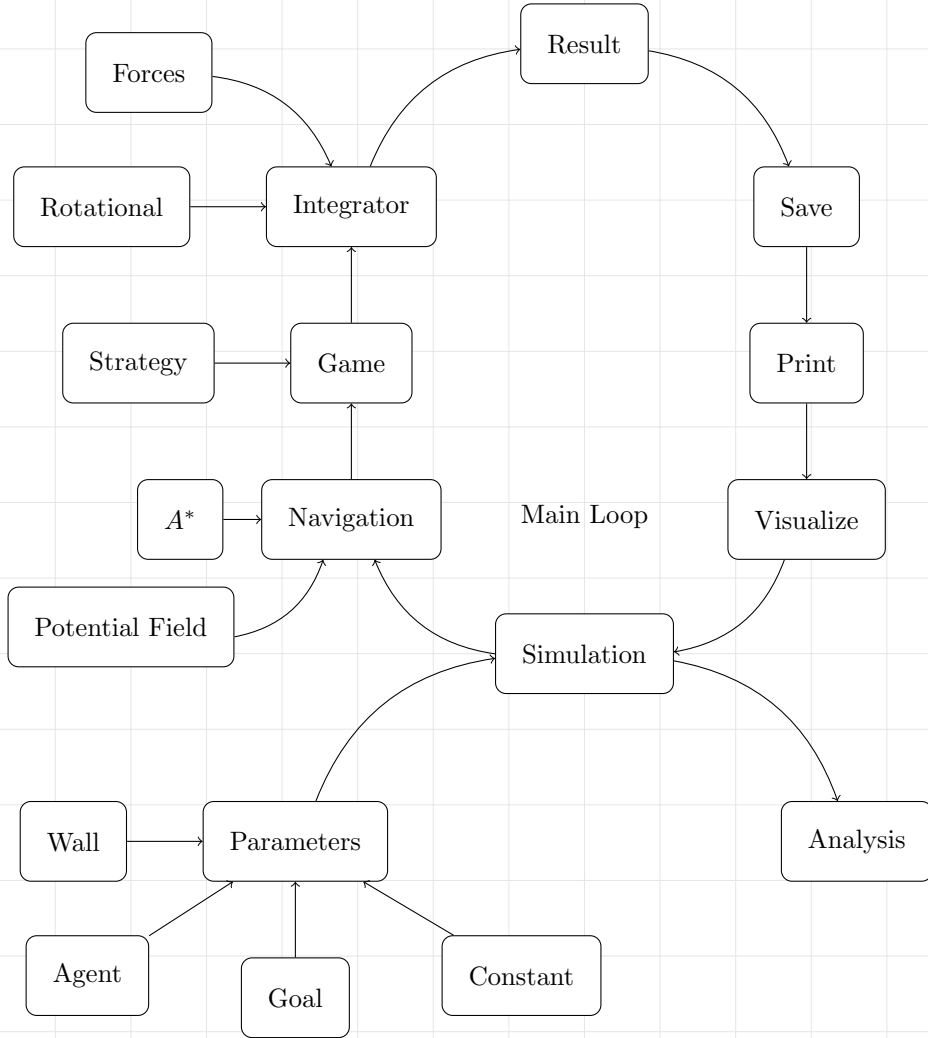 Result
Forces
Rotational
Integrator
Save
Strategy
Game
Print
A*
Navigation
Main Loop
Visualize
Potential Field
Simulation
Wall
Parameters
Analysis
Agent
Goal
Constant